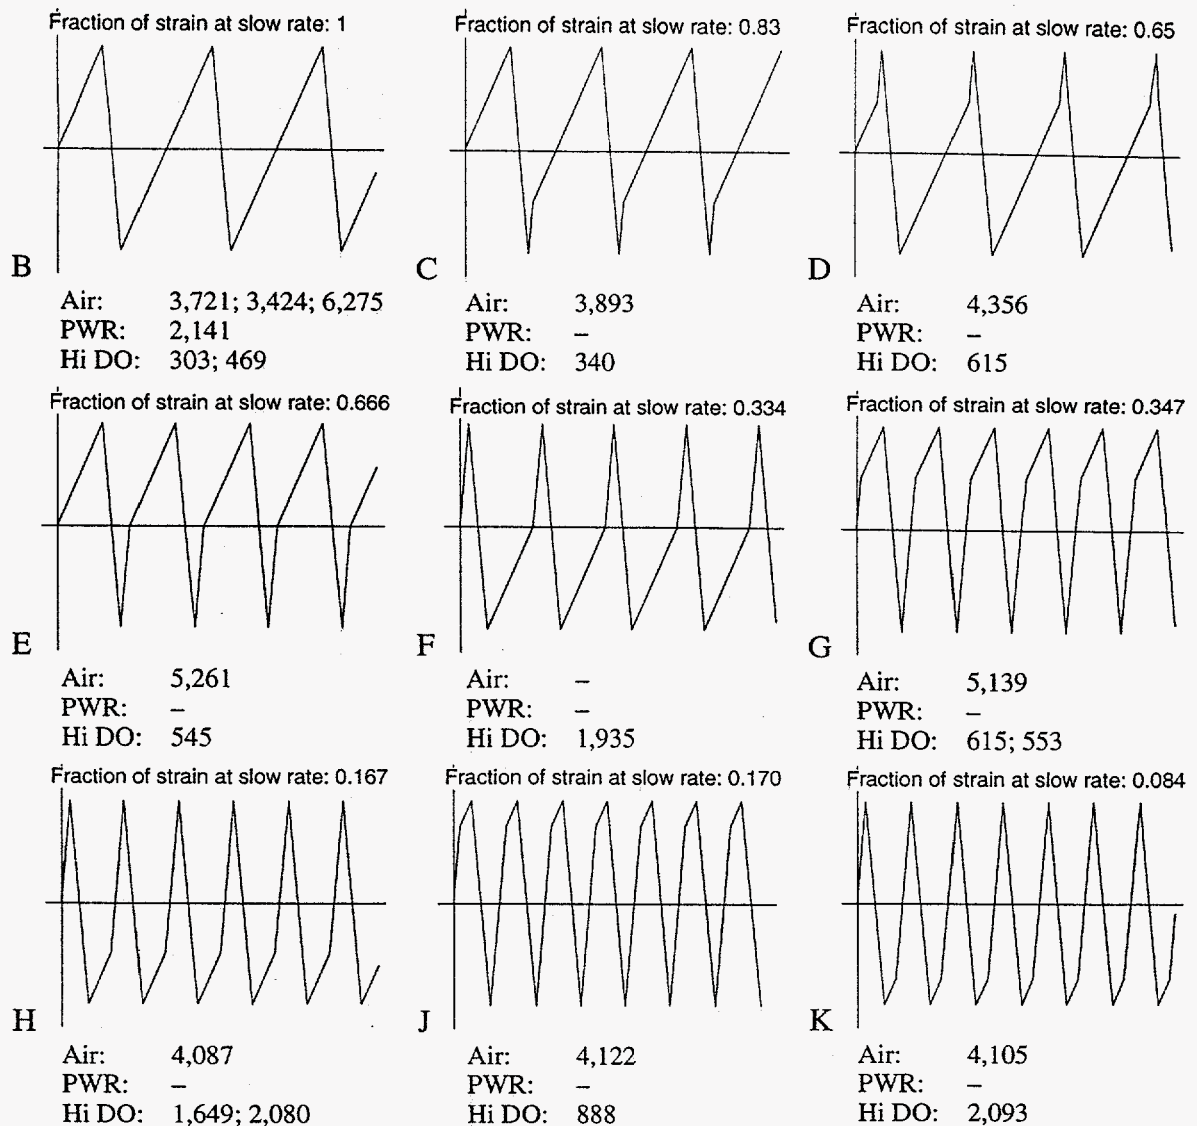 Fraction of strain at slow rate: 1
B
Air: 3,721; 3,424; 6,275
PWR: 2,141
Hi DO: 303; 469
Fraction of strain at slow rate: 0.83
C
Air: 3,893
PWR: –
Hi DO: 340
Fraction of strain at slow rate: 0.65
D
Air: 4,356
PWR: –
Hi DO: 615
Fraction of strain at slow rate: 0.666
E
Air: 5,261
PWR: –
Hi DO: 545
Fraction of strain at slow rate: 0.334
F
Air: –
PWR: –
Hi DO: 1,935
Fraction of strain at slow rate: 0.347
G
Air: 5,139
PWR: –
Hi DO: 615; 553
Fraction of strain at slow rate: 0.167
H
Air: 4,087
PWR: –
Hi DO: 1,649; 2,080
Fraction of strain at slow rate: 0.170
J
Air: 4,122
PWR: –
Hi DO: 888
Fraction of strain at slow rate: 0.084
K
Air: 4,105
PWR: –
Hi DO: 2,093